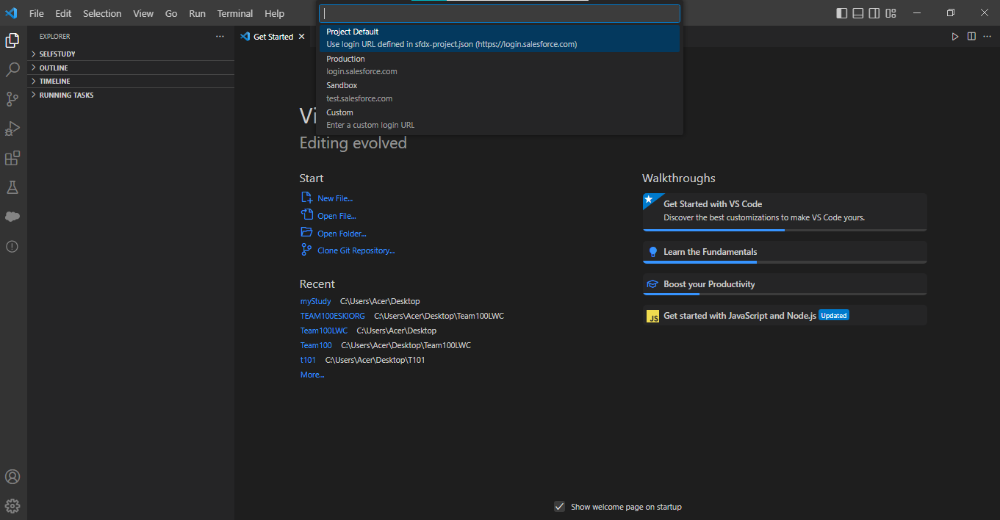 File Edit Selection View Go Run Terminal Help
EXPLORER
SELFSTUDY
OUTLINE
TIMELINE
RUNNING TASKS
Get Started
Project Default
Use login URL defined in sfdx-project.json (https://login.salesforce.com)
Production
login.salesforce.com
Sandbox
test.salesforce.com
Custom
Enter a custom login URL
Editing evolved
Start
New File...
Open File...
Open Folder...
Clone Git Repository...
Recent
myStudy C:\Users\Acer\Desktop
TEAM100ESKIORG C:\Users\Acer\Desktop\Team100LWC
Team100LWC C:\Users\Acer\Desktop
Team100 C:\Users\Acer\Desktop\Team100LWC
t101 C:\Users\Acer\Desktop\T101
More...
Walkthroughs
Get Started with VS Code
Discover the best customizations to make VS Code yours.
Learn the Fundamentals
Boost your Productivity
JS Get started with JavaScript and Node.js Updated
Show welcome page on startup